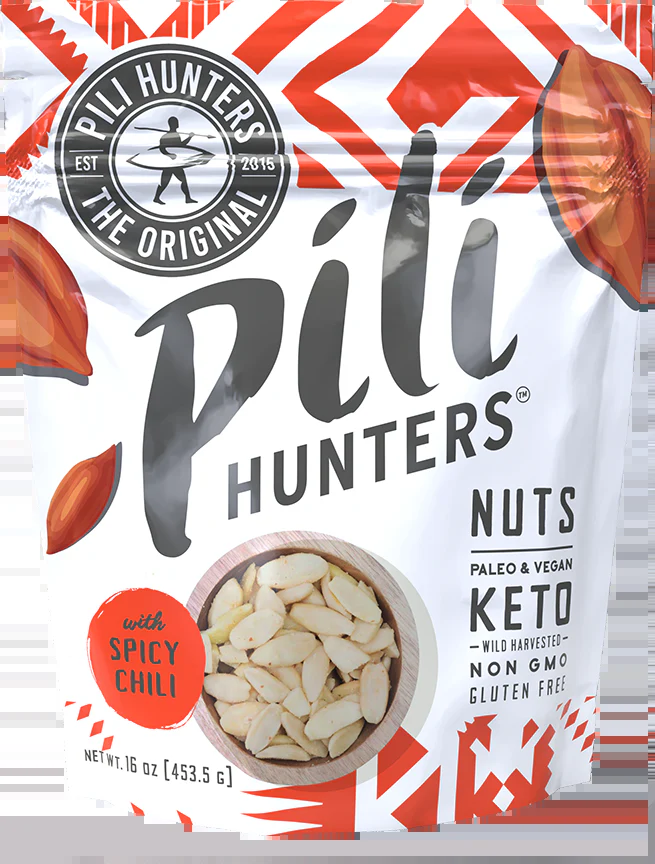 PILI HUNTERS
EST 2015
THE ORIGINAL
Pili
HUNTERS™
NUTS
PALEO & VEGAN
KETO
-WILD HARVESTED-
NON GMO
GLUTEN FREE
with
SPICY
CHILI
NET WT. 16 oz [453.5 G]